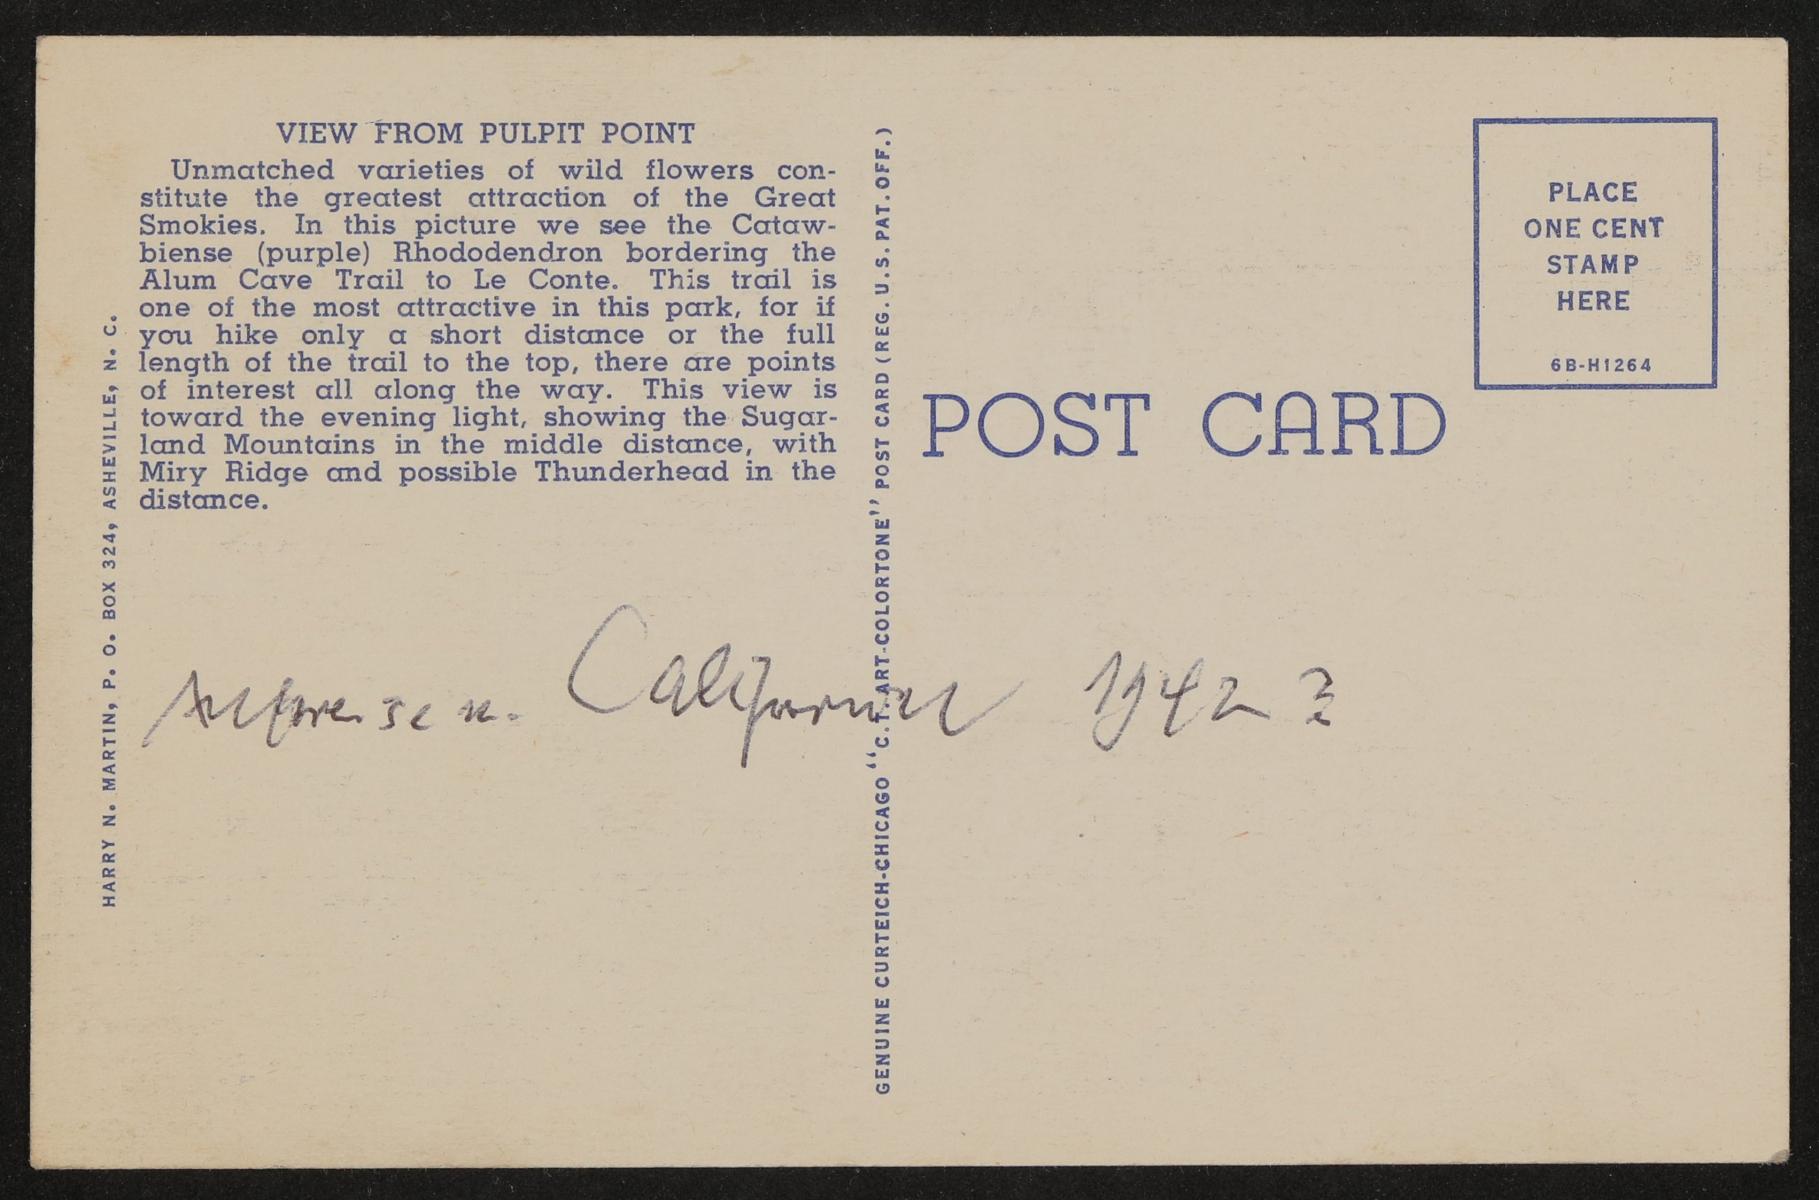 VIEW FROM PULPIT POINT
Unmatched varieties of wild flowers con-
stitute the greatest attraction of the Great
Smokies. In this picture we see the Cataw-
biense (purple) Rhododendron bordering the
Alum Cave Trail to Le Conte. This trail is
one of the most attractive in this park, for if
you hike only a short distance or the full
length of the trail to the top, there are points
of interest all along the way. This view is
toward the evening light, showing the Sugar-
land Mountains in the middle distance, with
Miry Ridge and possible Thunderhead in the
distance.
HARRY N. MARTIN, P. O. BOX 324, ASHEVILLE, N. C.
GENUINE CURTEICH-CHICAGO "C.T. ART-COLORTONE" POST CARD (REG. U.S. PAT. OFF.)
POST CARD
PLACE
ONE CENT
STAMP
HERE
6B-H1264
California 1942